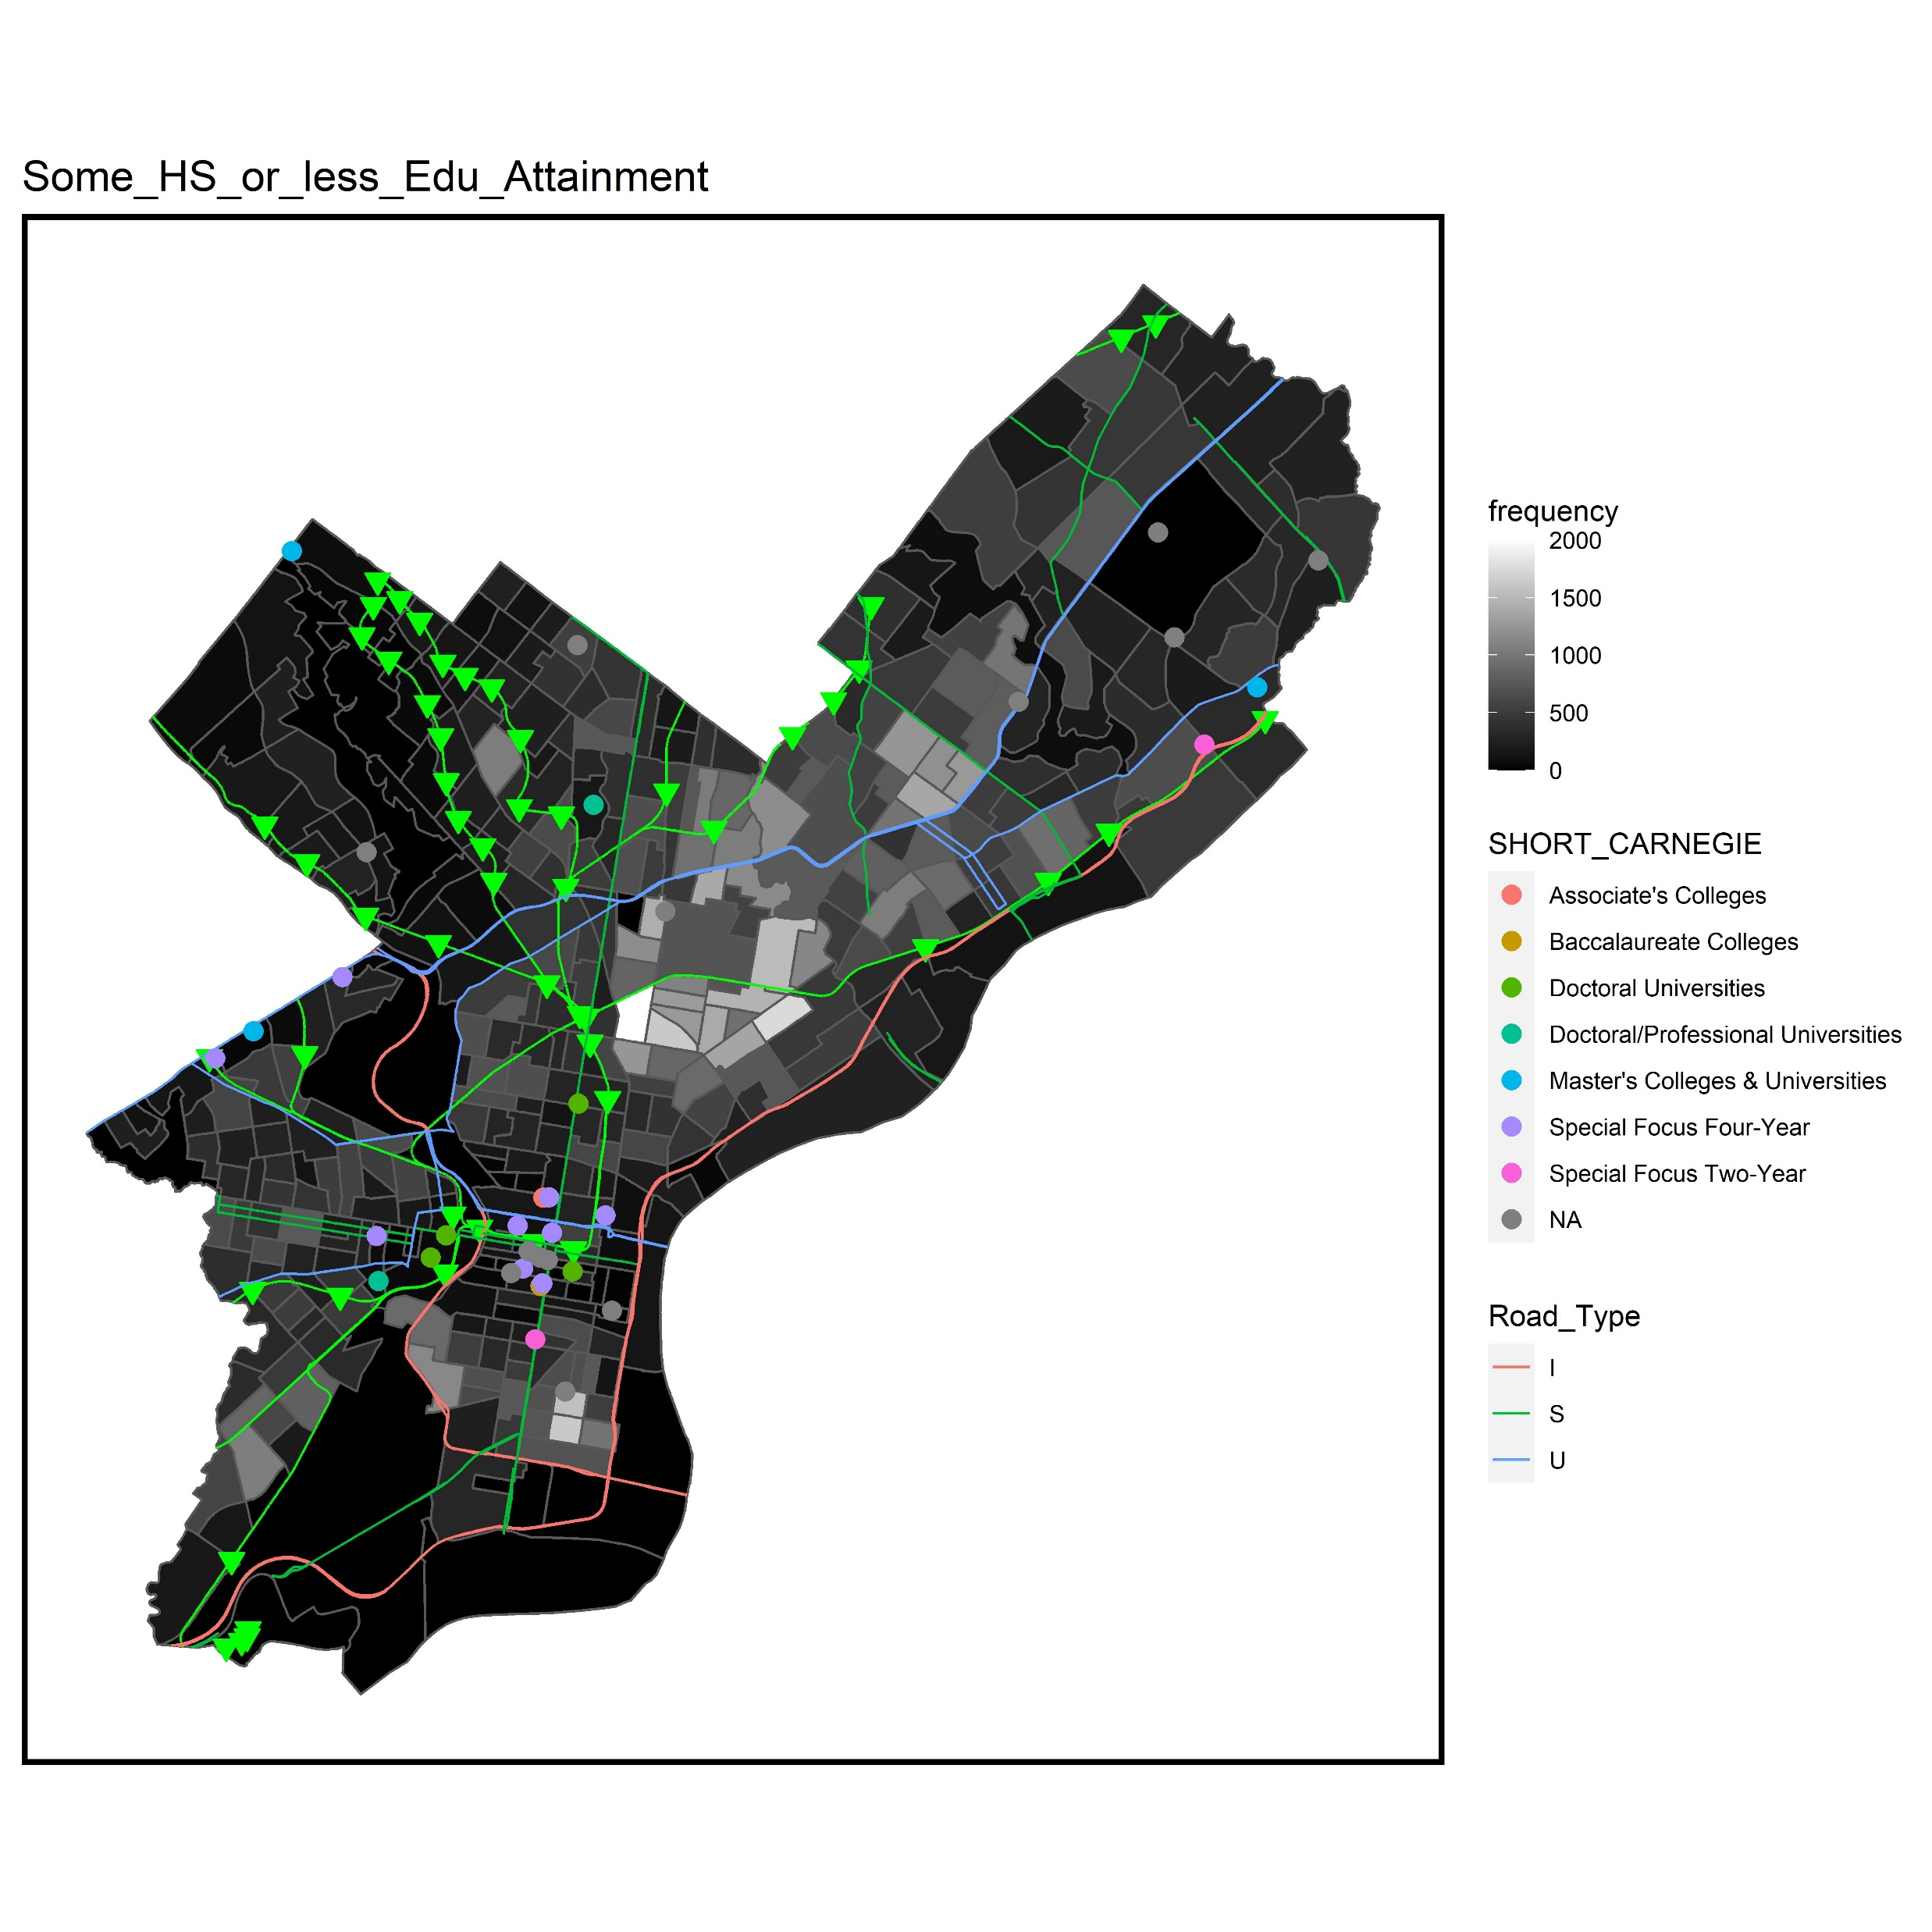 Some_HS_or_less_Edu_Attainment
frequency
2000
1500
1000
500
0
SHORT_CARNEGIE
Associate's Colleges
Baccalaureate Colleges
Doctoral Universities
Doctoral/Professional Universities
Master's Colleges & Universities
Special Focus Four-Year
Special Focus Two-Year
NA
Road_Type
I
S
U